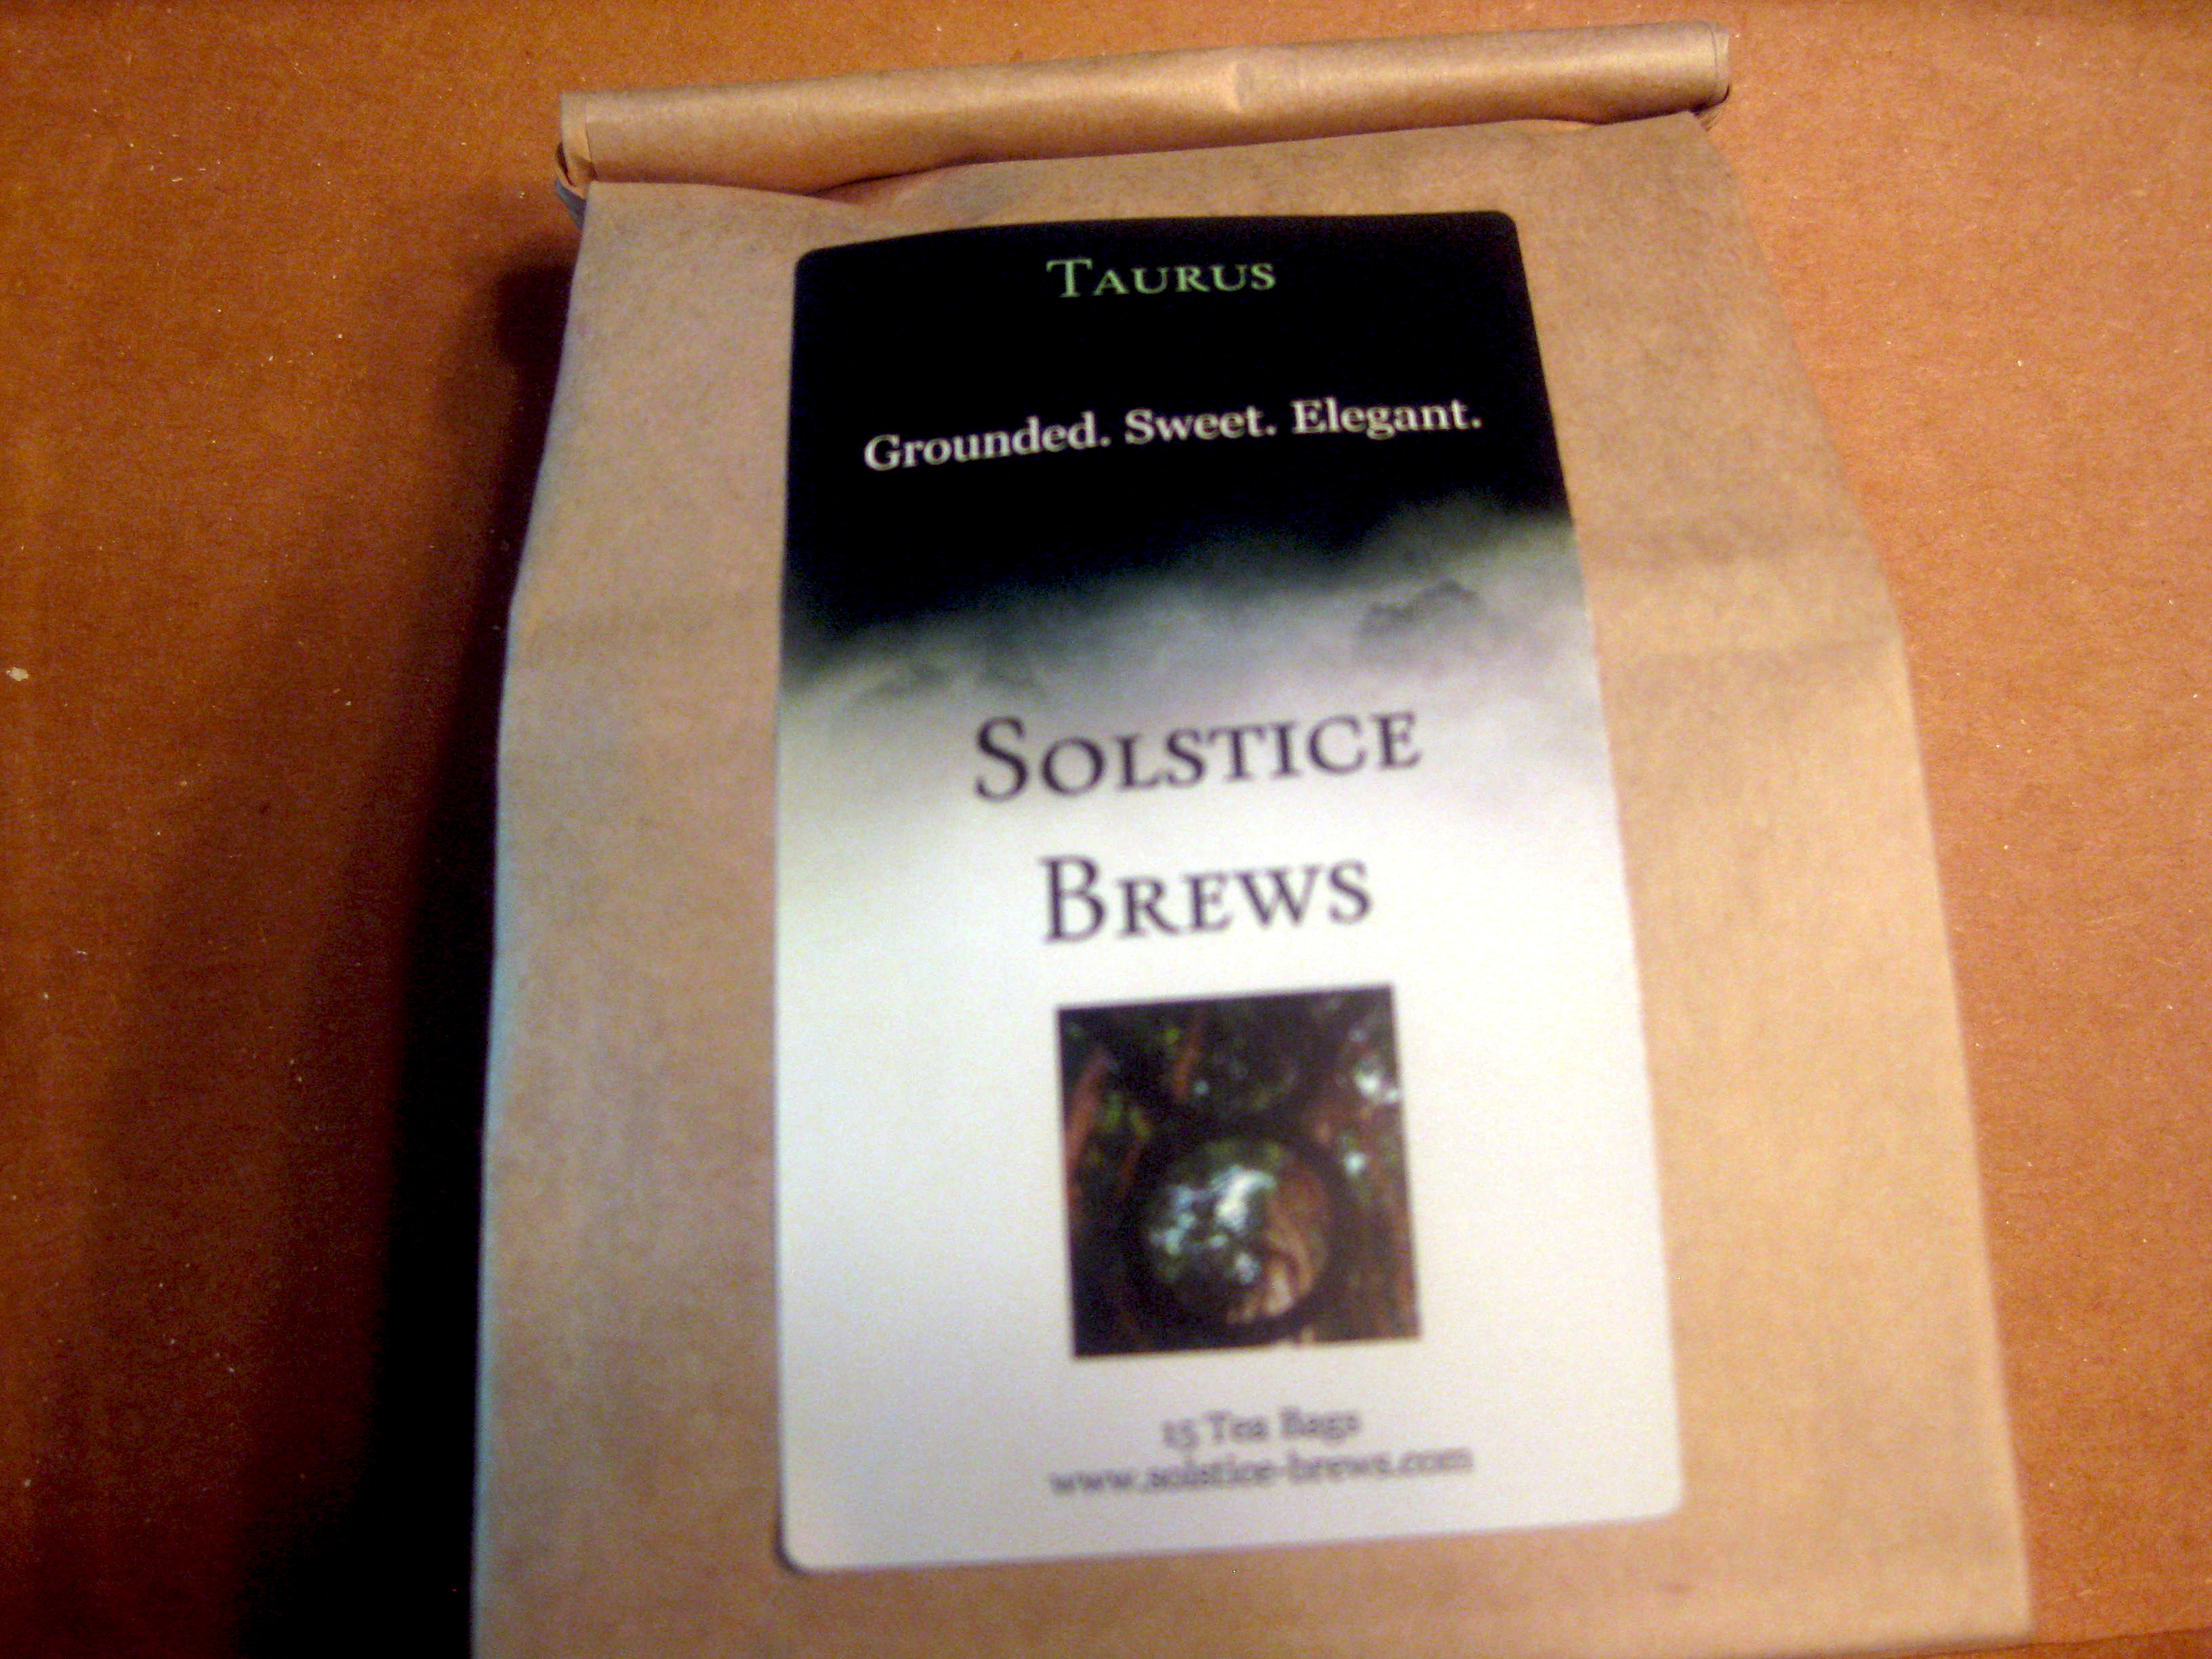 TAURUS
Grounded. Sweet. Elegant.
SOLSTICE
BREWS
15 Tea Bags
www.solstice-brews.com